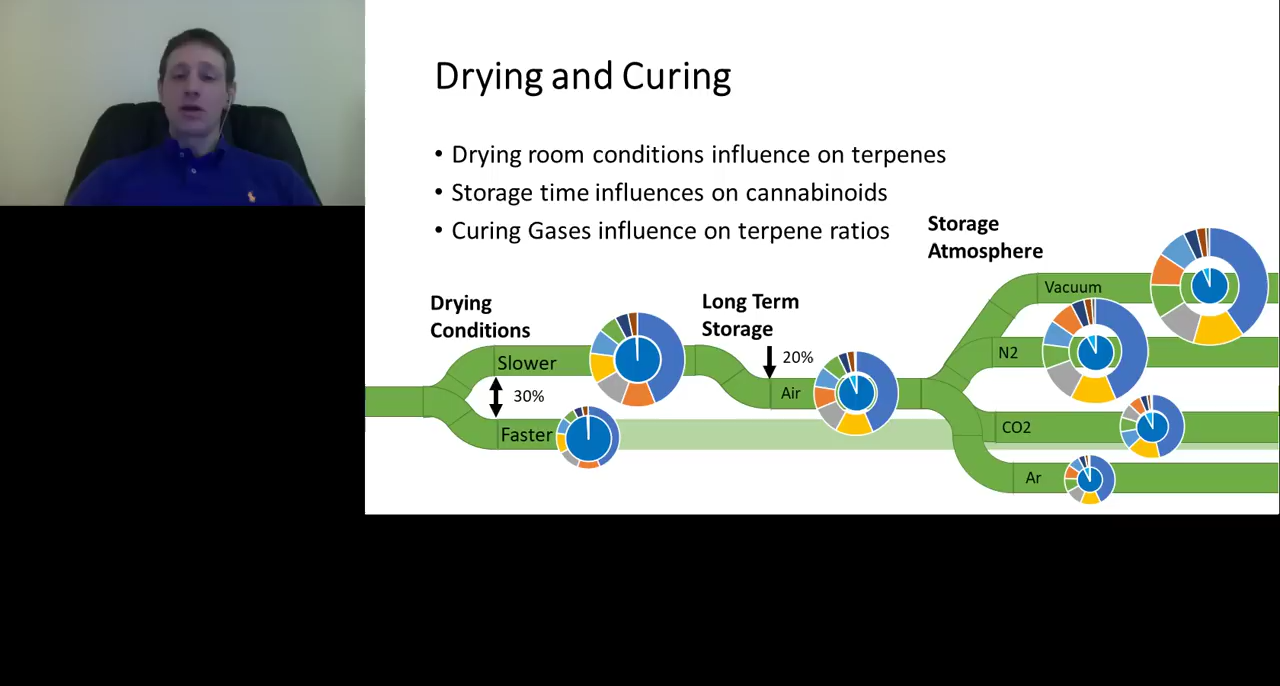 Drying and Curing
• Drying room conditions influence on terpenes
• Storage time influences on cannabinoids
• Curing Gases influence on terpene ratios
Storage
Atmosphere
Drying
Conditions
Long Term
Storage
Vacuum
N2
Slower
20%
Air
30%
Faster
CO2
Ar